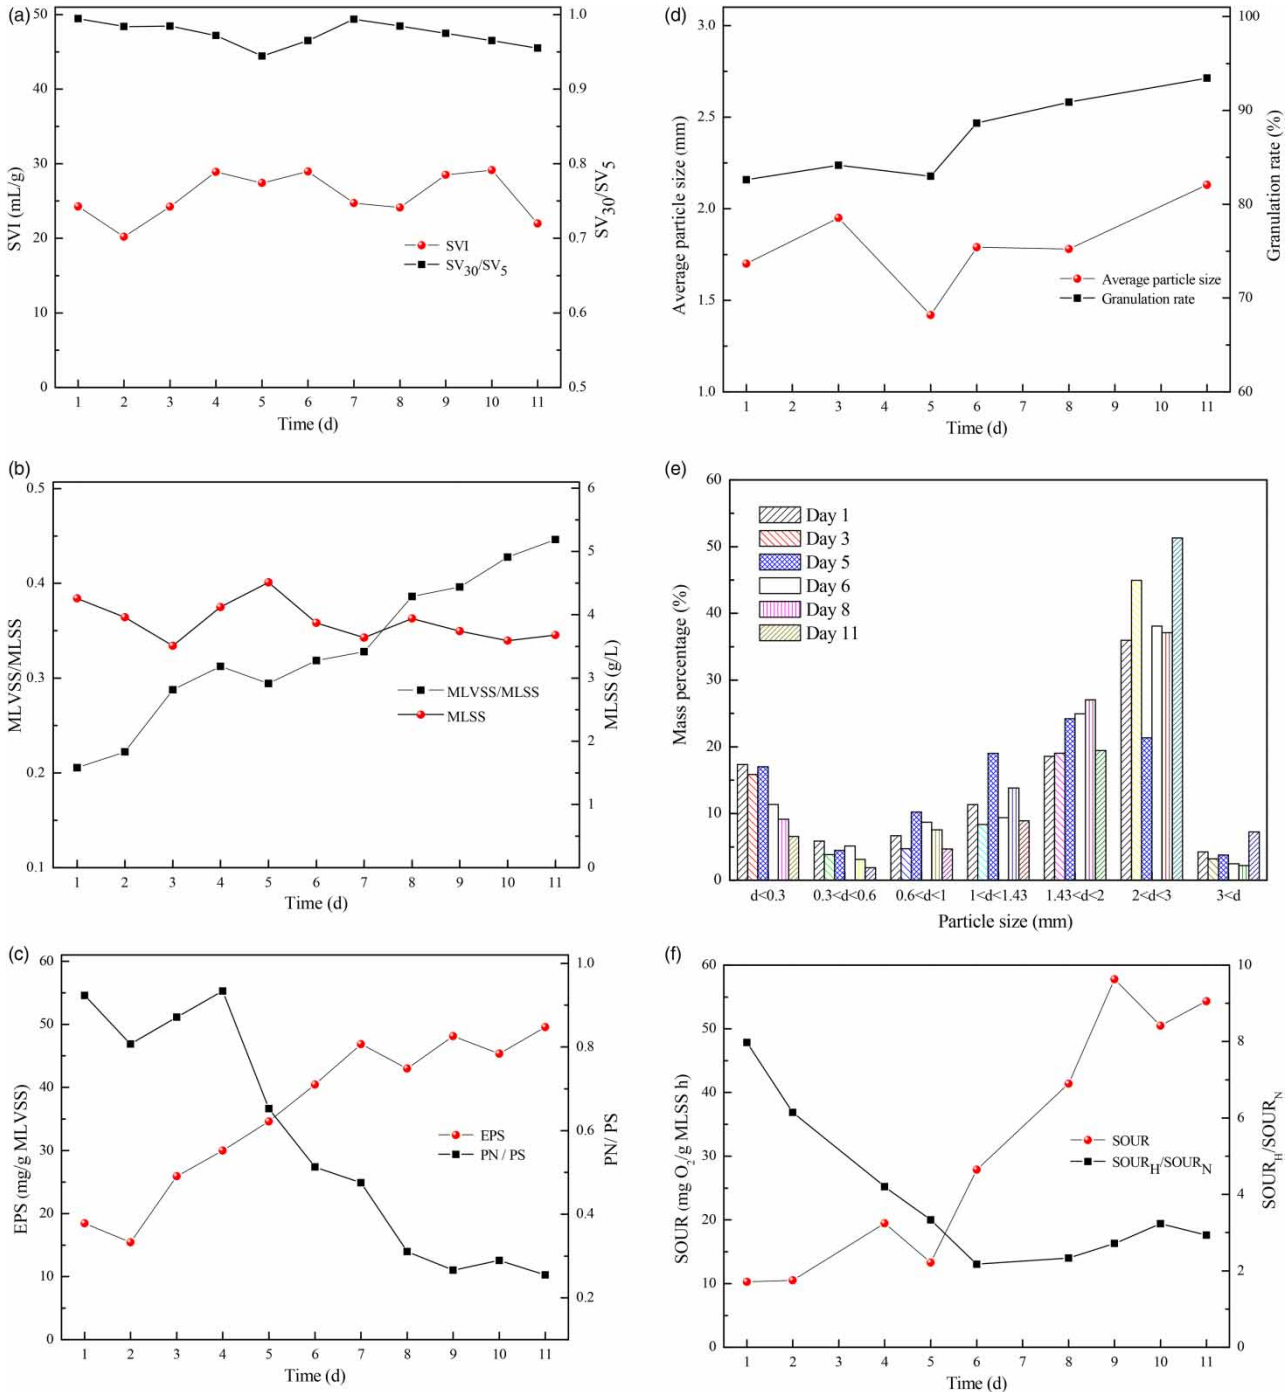 (a)
50
40
30
20
10
0
SVI (mL/g)
1.0
0.9
0.8
0.7
0.6
0.5
SV30/SV5
SVI
SV30/SV5
1 2 3 4 5 6 7 8 9 10 11
Time (d)
(d)
3.0
2.5
2.0
1.5
1.0
Average particle size (mm)
100
90
80
70
60
Granulation rate (%)
Average particle size
Granulation rate
1 2 3 4 5 6 7 8 9 10 11
Time (d)
(b)
0.5
0.4
0.3
0.2
0.1
MLVSS/MLSS
6
5
4
3
2
1
0
MLSS (g/L)
MLVSS/MLSS
MLSS
1 2 3 4 5 6 7 8 9 10 11
Time (d)
(e)
60
50
40
30
20
10
0
Mass percentage (%)
Day 1
Day 3
Day 5
Day 6
Day 8
Day 11
d<0.3 0.3<d<0.6 0.6<d<1 1<d<1.43 1.43<d<2 2<d<3 3<d
Particle size (mm)
(c)
60
50
40
30
20
10
0
EPS (mg/g MLVSS)
1.0
0.8
0.6
0.4
0.2
PN/ PS
EPS
PN / PS
1 2 3 4 5 6 7 8 9 10 11
Time (d)
(f)
60
50
40
30
20
10
0
SOUR (mg O2/g MLSS h)
10
8
6
4
2
0
SOURH/SOURN
SOUR
SOURH/SOURN
1 2 3 4 5 6 7 8 9 10 11
Time (d)